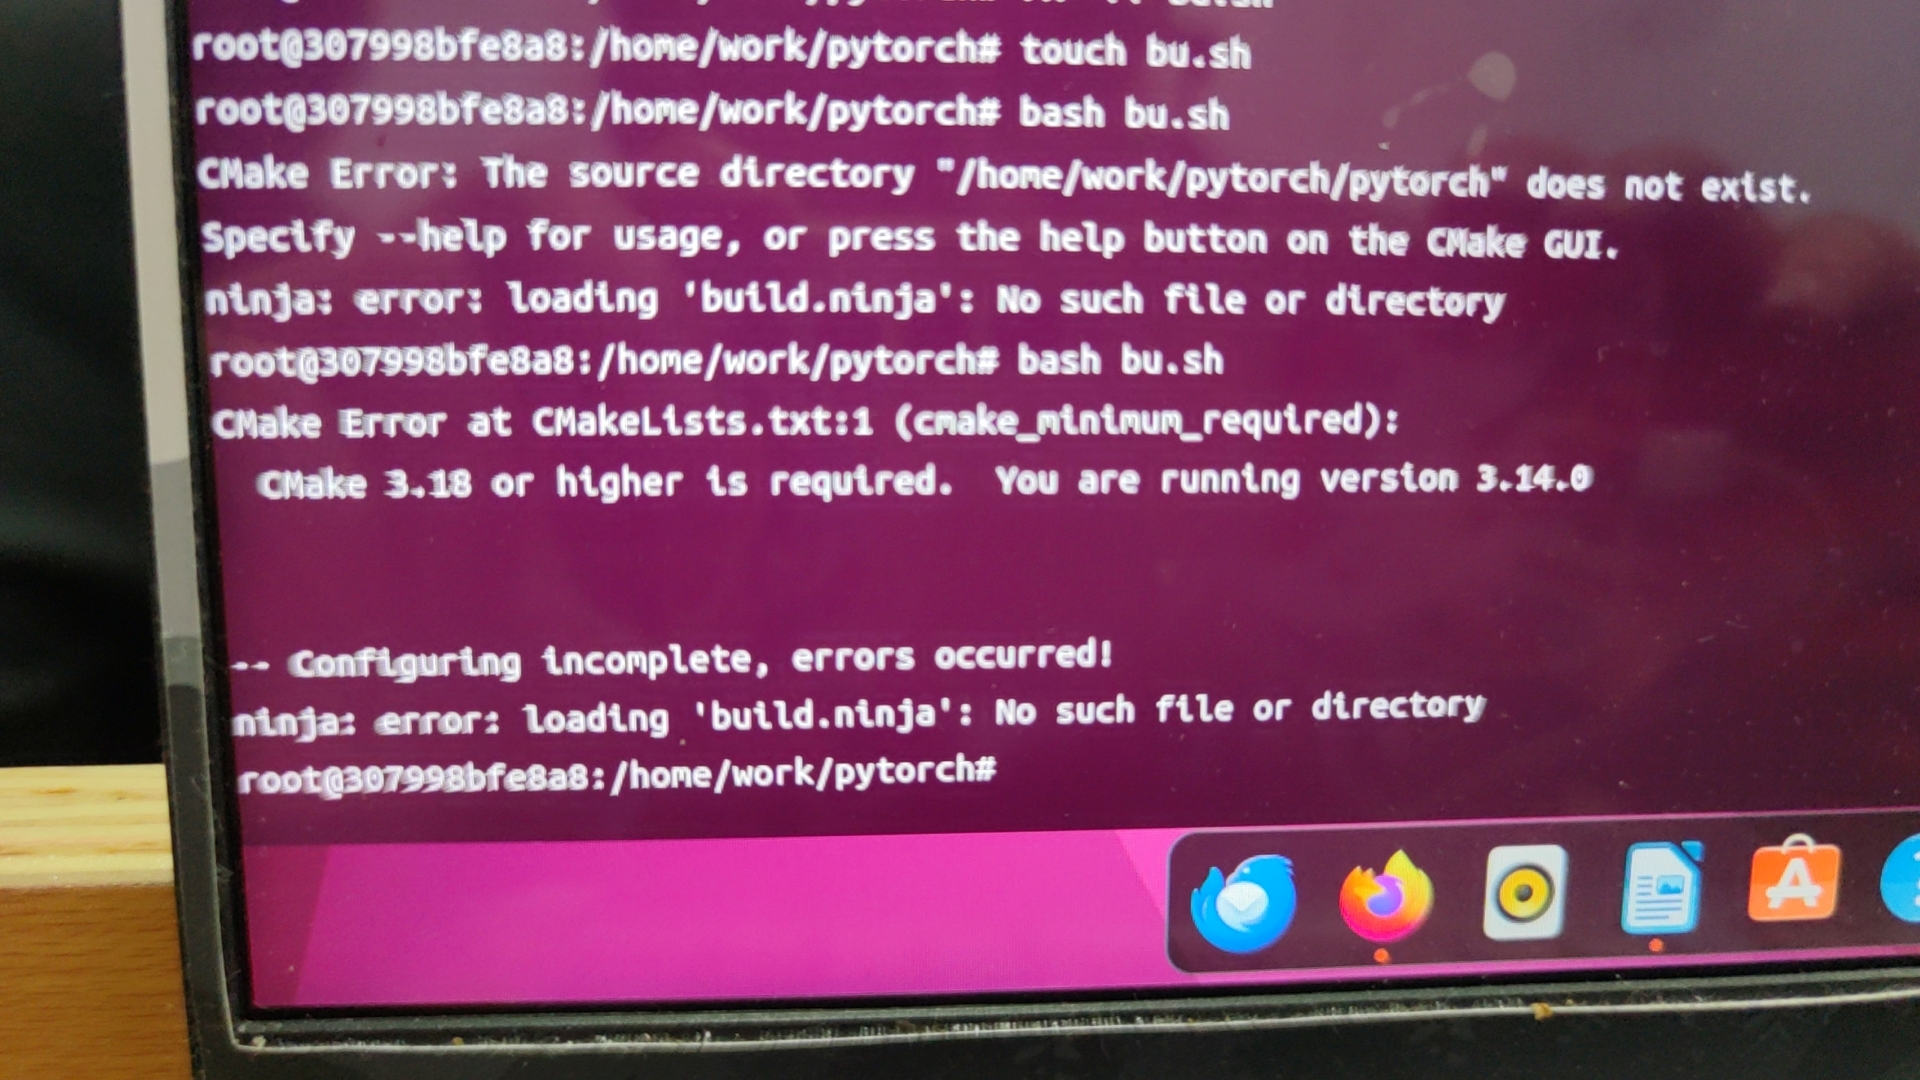 root@307998bfe8a8:/home/work/pytorch# touch bu.sh
root@307998bfe8a8:/home/work/pytorch# bash bu.sh
CMake Error: The source directory "/home/work/pytorch/pytorch" does not exist.
Specify --help for usage, or press the help button on the CMake GUI.
ninja: error: loading 'build.ninja': No such file or directory
root@307998bfe8a8:/home/work/pytorch# bash bu.sh
CMake Error at CMakeLists.txt:1 (cmake_minimum_required):
  CMake 3.18 or higher is required.  You are running version 3.14.0
-- Configuring incomplete, errors occurred!
ninja: error: loading 'build.ninja': No such file or directory
root@307998bfe8a8:/home/work/pytorch#